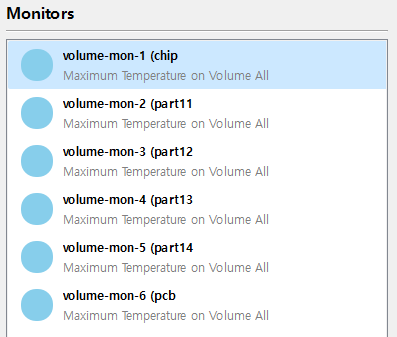 Monitors
volume-mon-1 (chip
Maximum Temperature on Volume All
volume-mon-2 (part11
Maximum Temperature on Volume All
volume-mon-3 (part12
Maximum Temperature on Volume All
volume-mon-4 (part13
Maximum Temperature on Volume All
volume-mon-5 (part14
Maximum Temperature on Volume All
volume-mon-6 (pcb
Maximum Temperature on Volume All